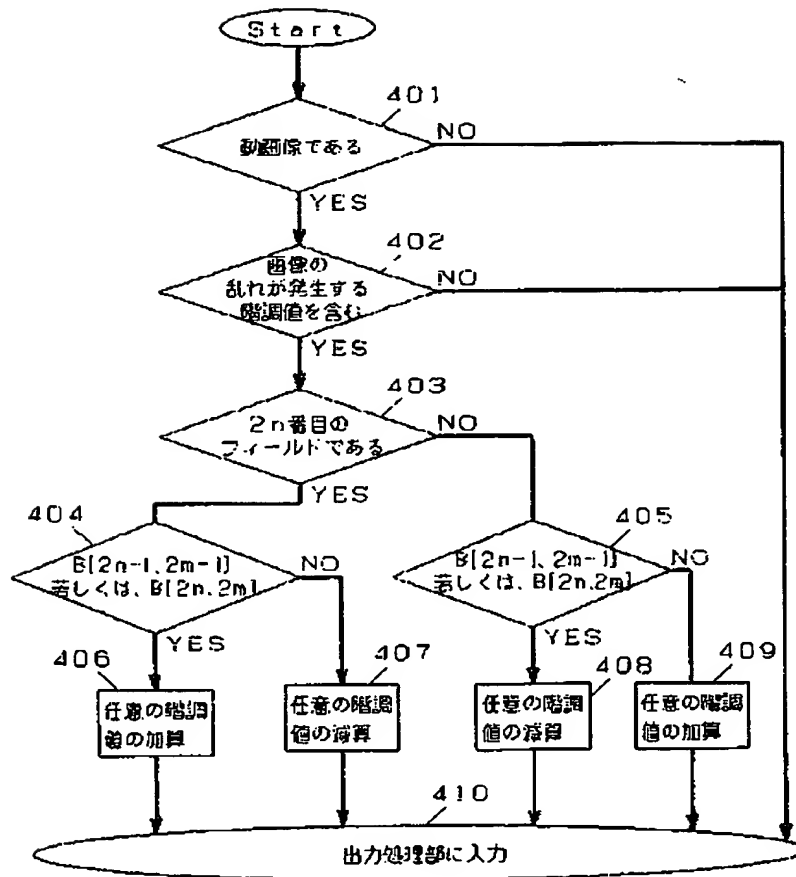 Start
401
動画像である
NO
YES
402
画像の
乱れが発生する
階調値を含む
NO
YES
403
2n番目の
フィールドである
NO
YES
404
B[2n-1、2m-1]
若しくは、B[2n、2m]
NO
YES
405
B[2n-1、2m-1]
若しくは、B[2n、2m]
NO
YES
406
任意の階調
値の加算
407
任意の階調
値の減算
408
任意の階調
値の減算
409
任意の階調
値の加算
410
出力処理部に入力